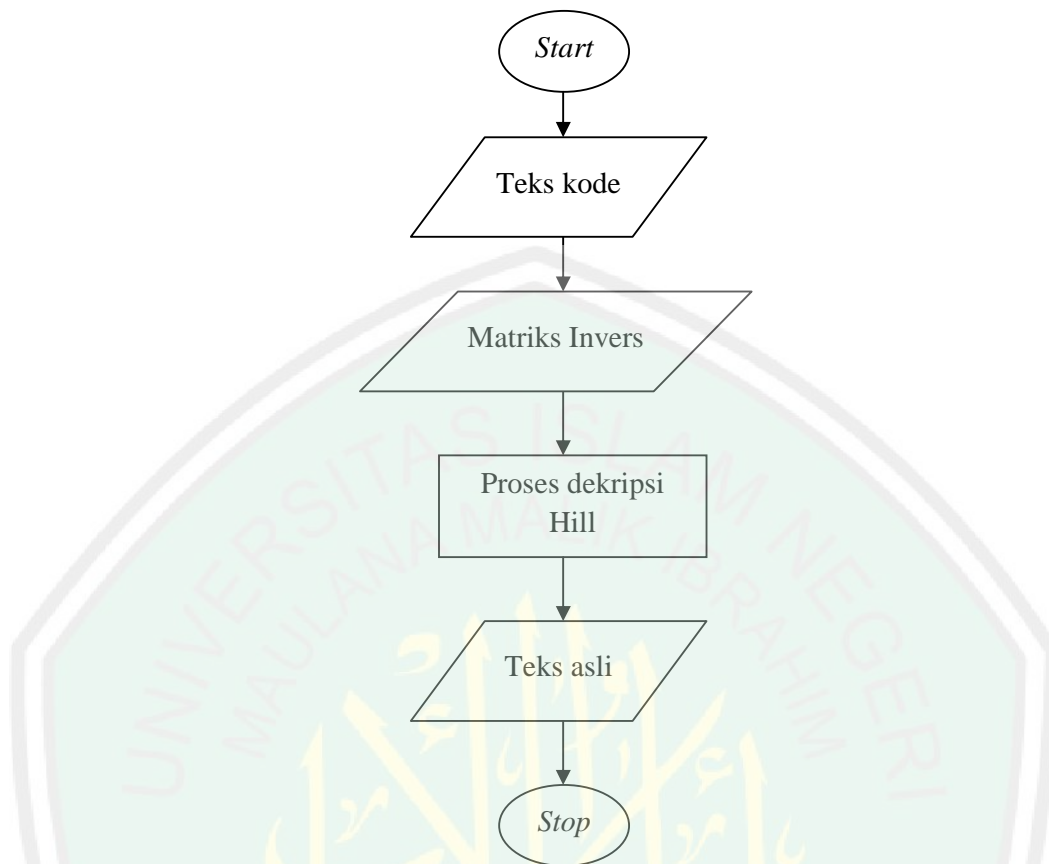 Start
Teks kode
Matriks Invers
Proses dekripsi
Hill
Teks asli
Stop
UNIVERSITAS ISLAM NEGERI
MAULANA MALIK IBRAHIM